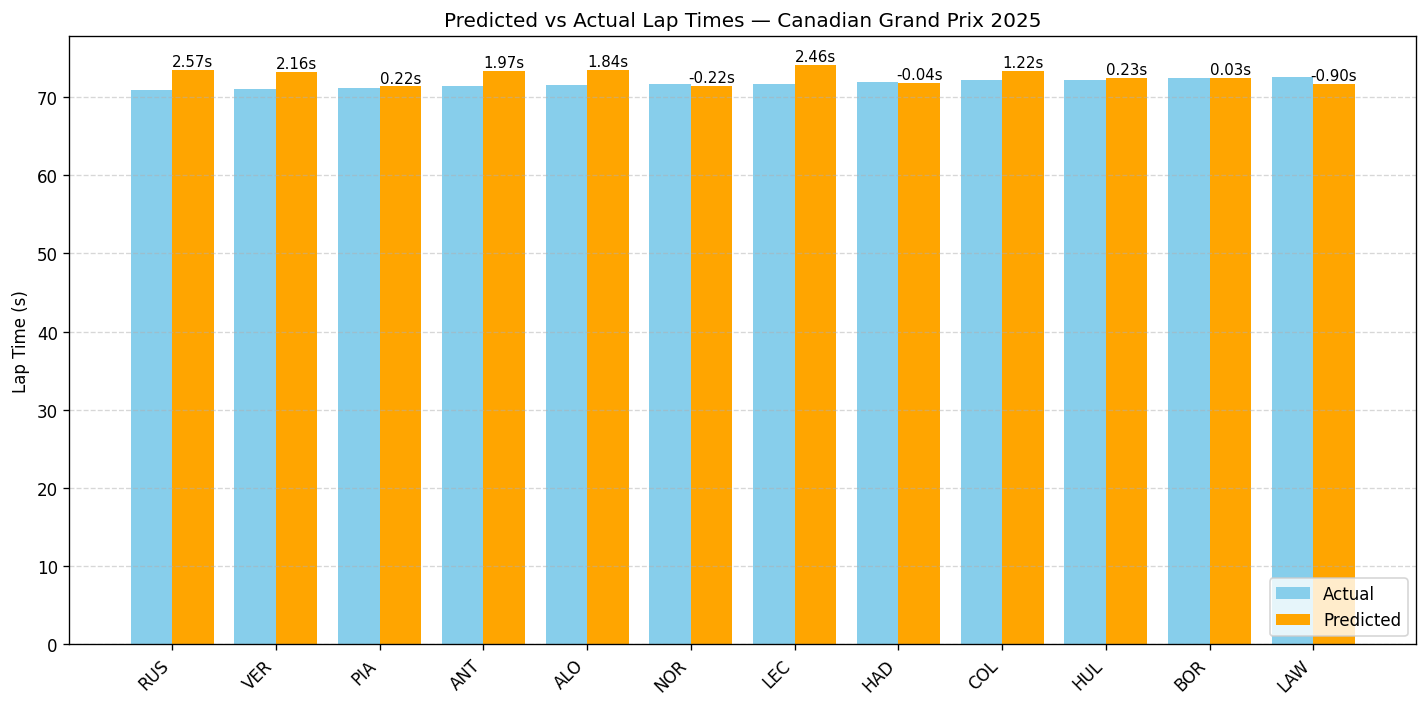 Predicted vs Actual Lap Times — Canadian Grand Prix 2025
2.57s 2.16s 0.22s 1.97s 1.84s -0.22s 2.46s -0.04s 1.22s 0.23s 0.03s -0.90s
Lap Time (s)
70
60
50
40
30
20
10
0
Actual
Predicted
RUS VER PIA ANT ALO NOR LEC HAD COL HUL BOR LAW